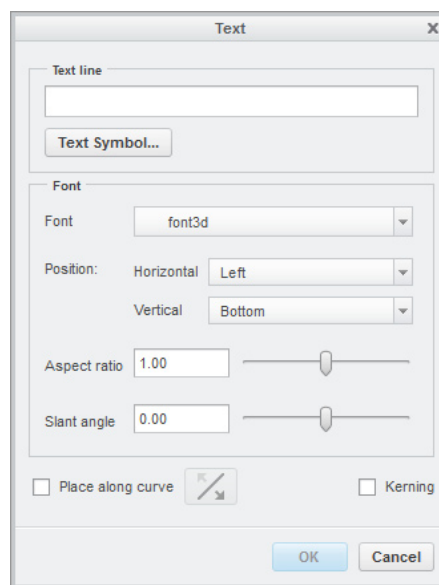 Text X
Text line
Text Symbol...
Font
Font font3d
Position: Horizontal Left
Vertical Bottom
Aspect ratio 1.00
Slant angle 0.00
Place along curve Kerning
OK Cancel